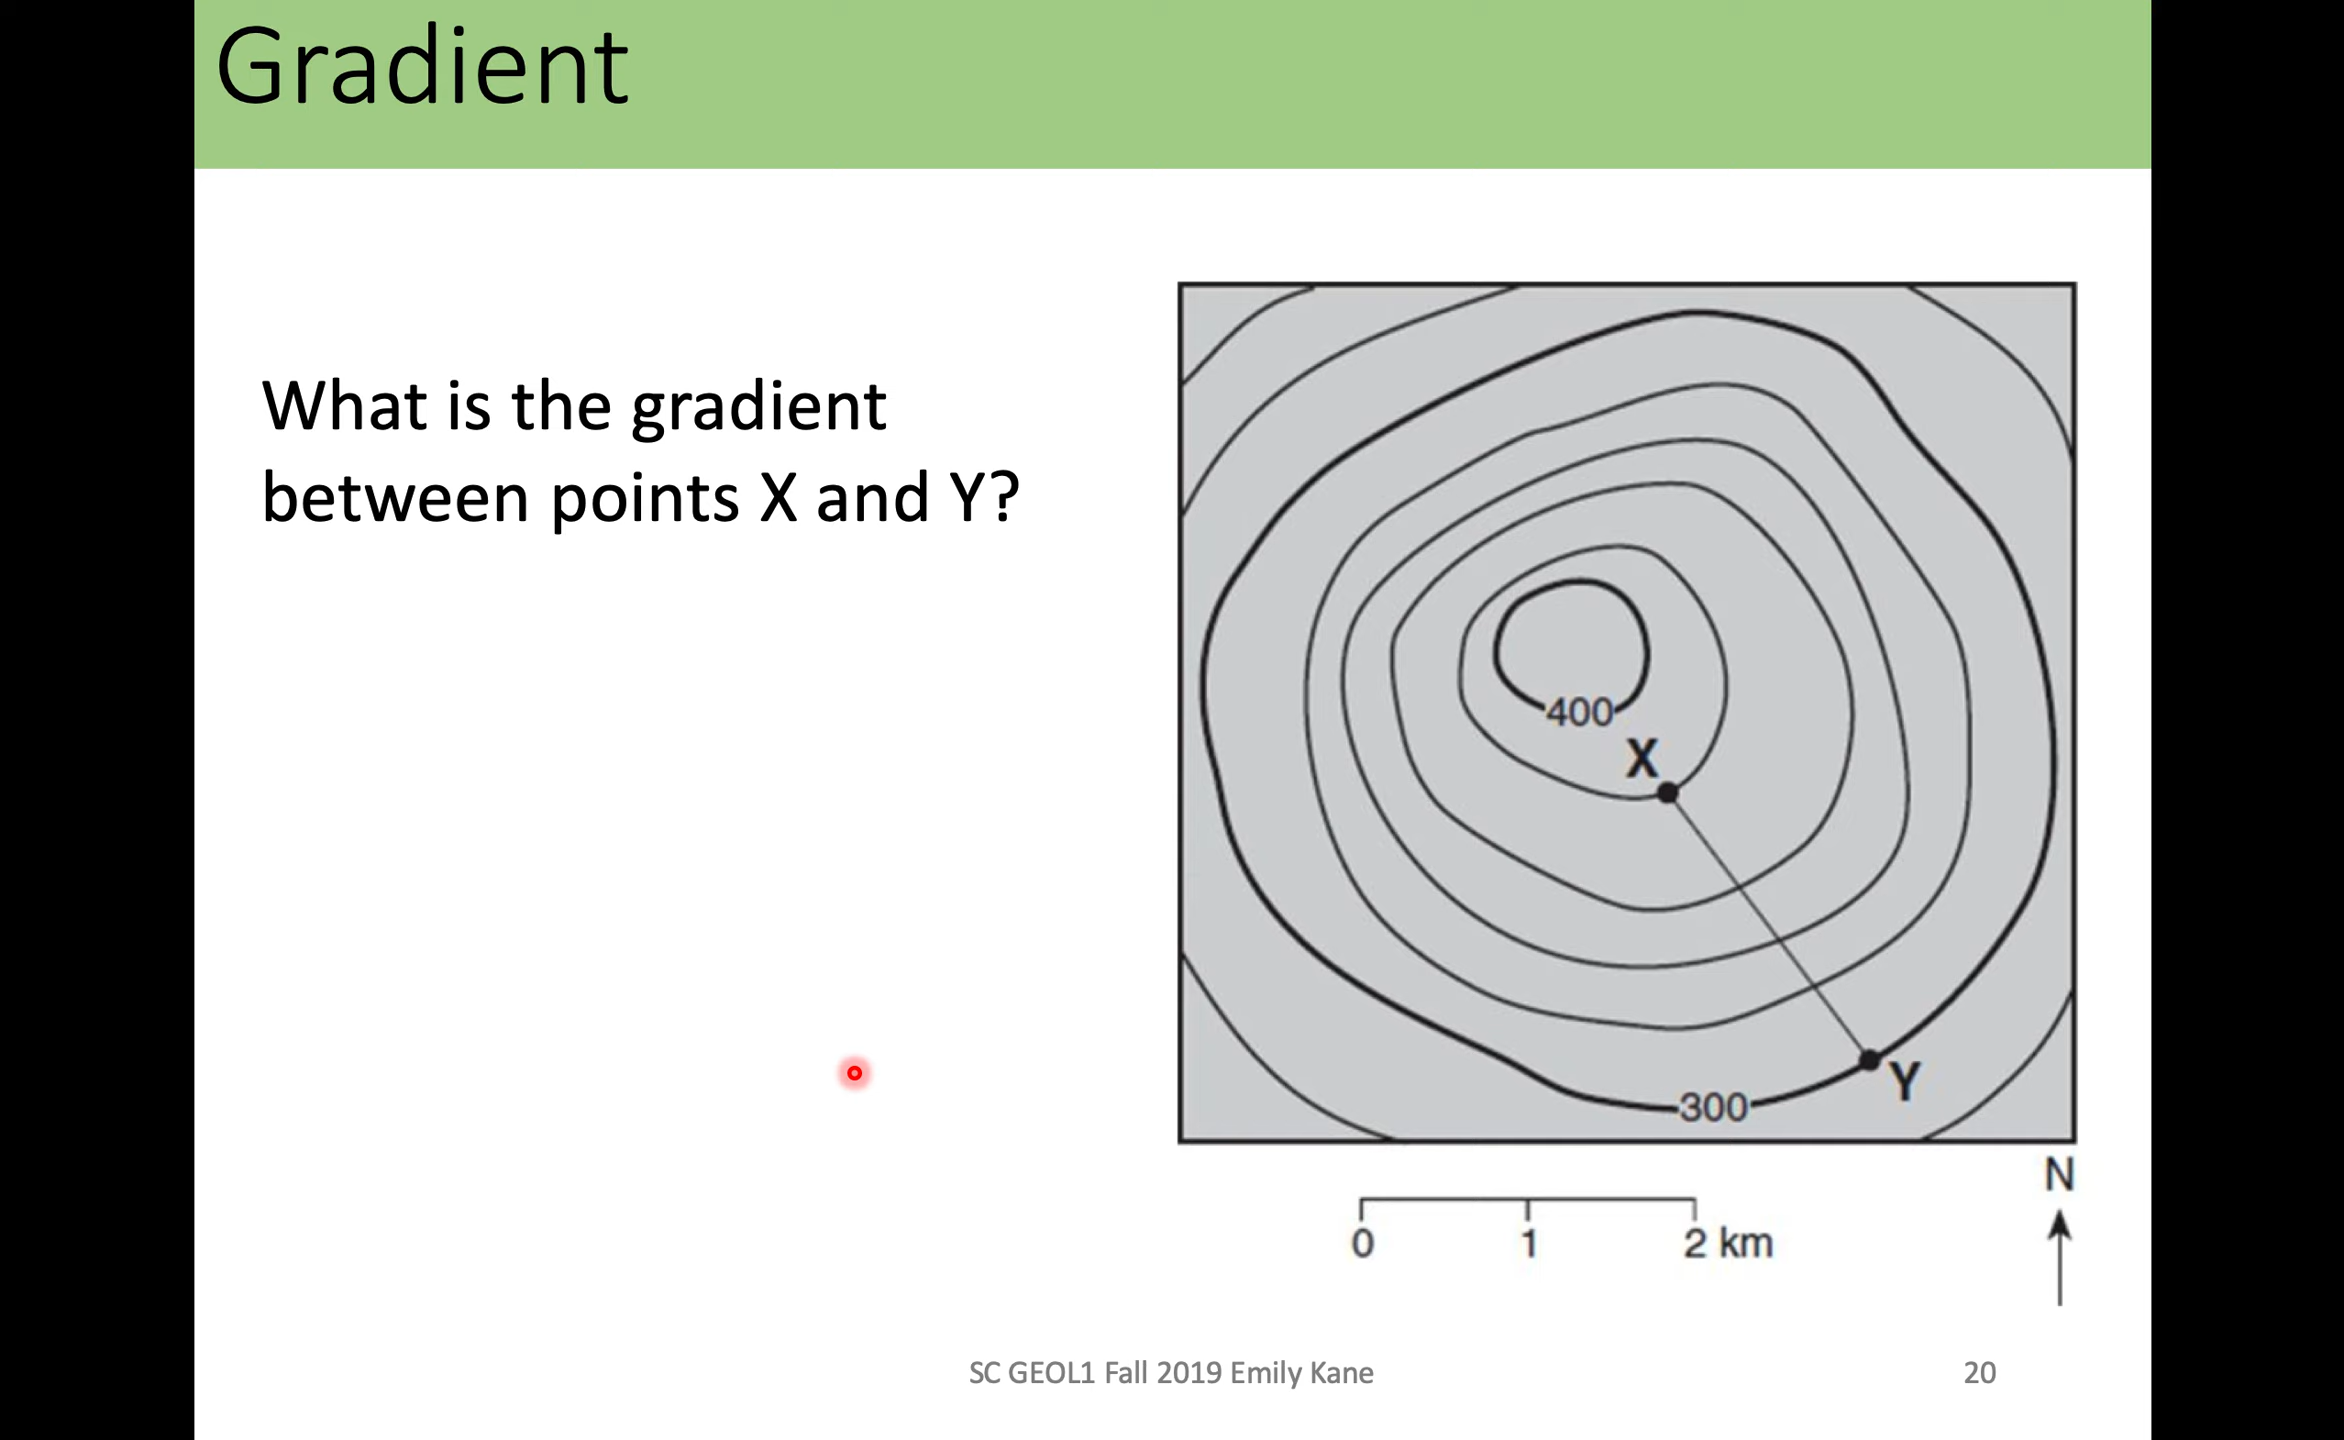 Gradient
What is the gradient
between points X and Y?
400
X
Y
300
N
0 1 2 km
SC GEOL1 Fall 2019 Emily Kane
20